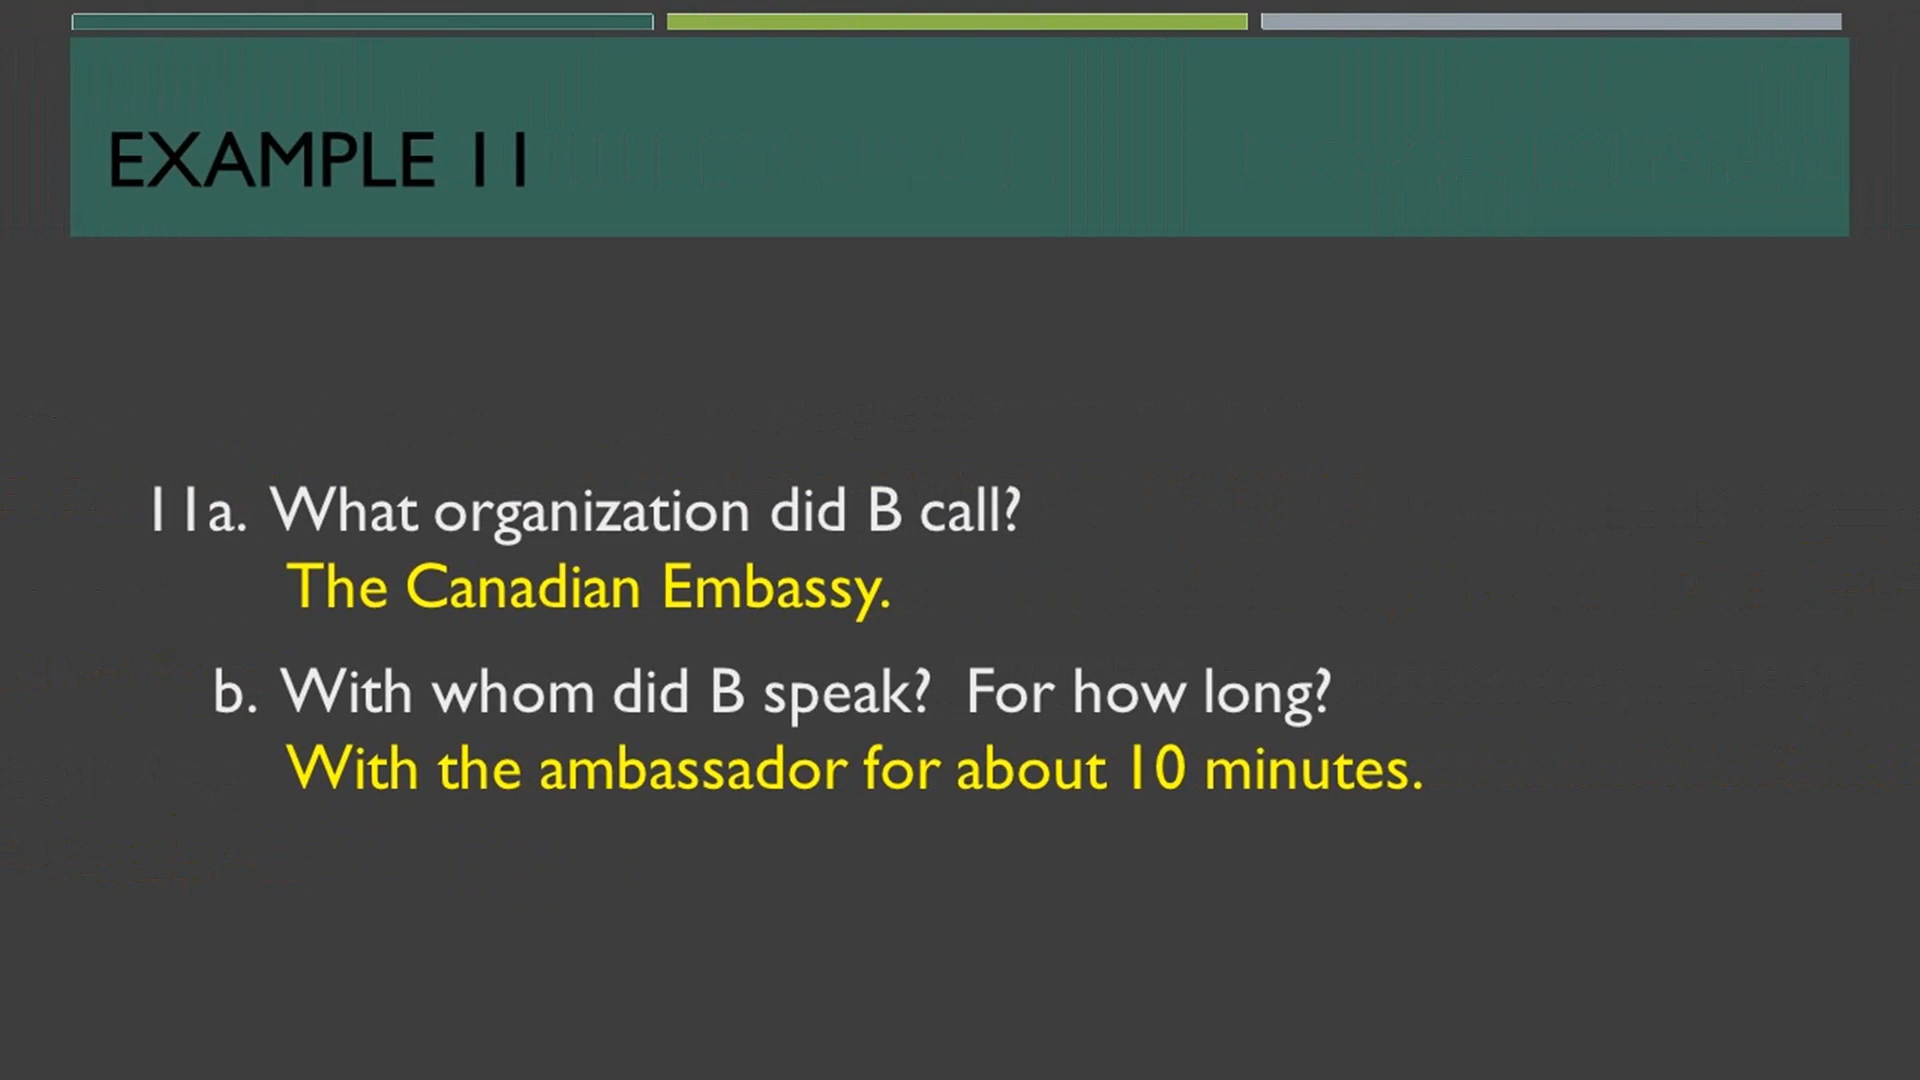 EXAMPLE 11
11a. What organization did B call?
The Canadian Embassy.
b. With whom did B speak? For how long?
With the ambassador for about 10 minutes.